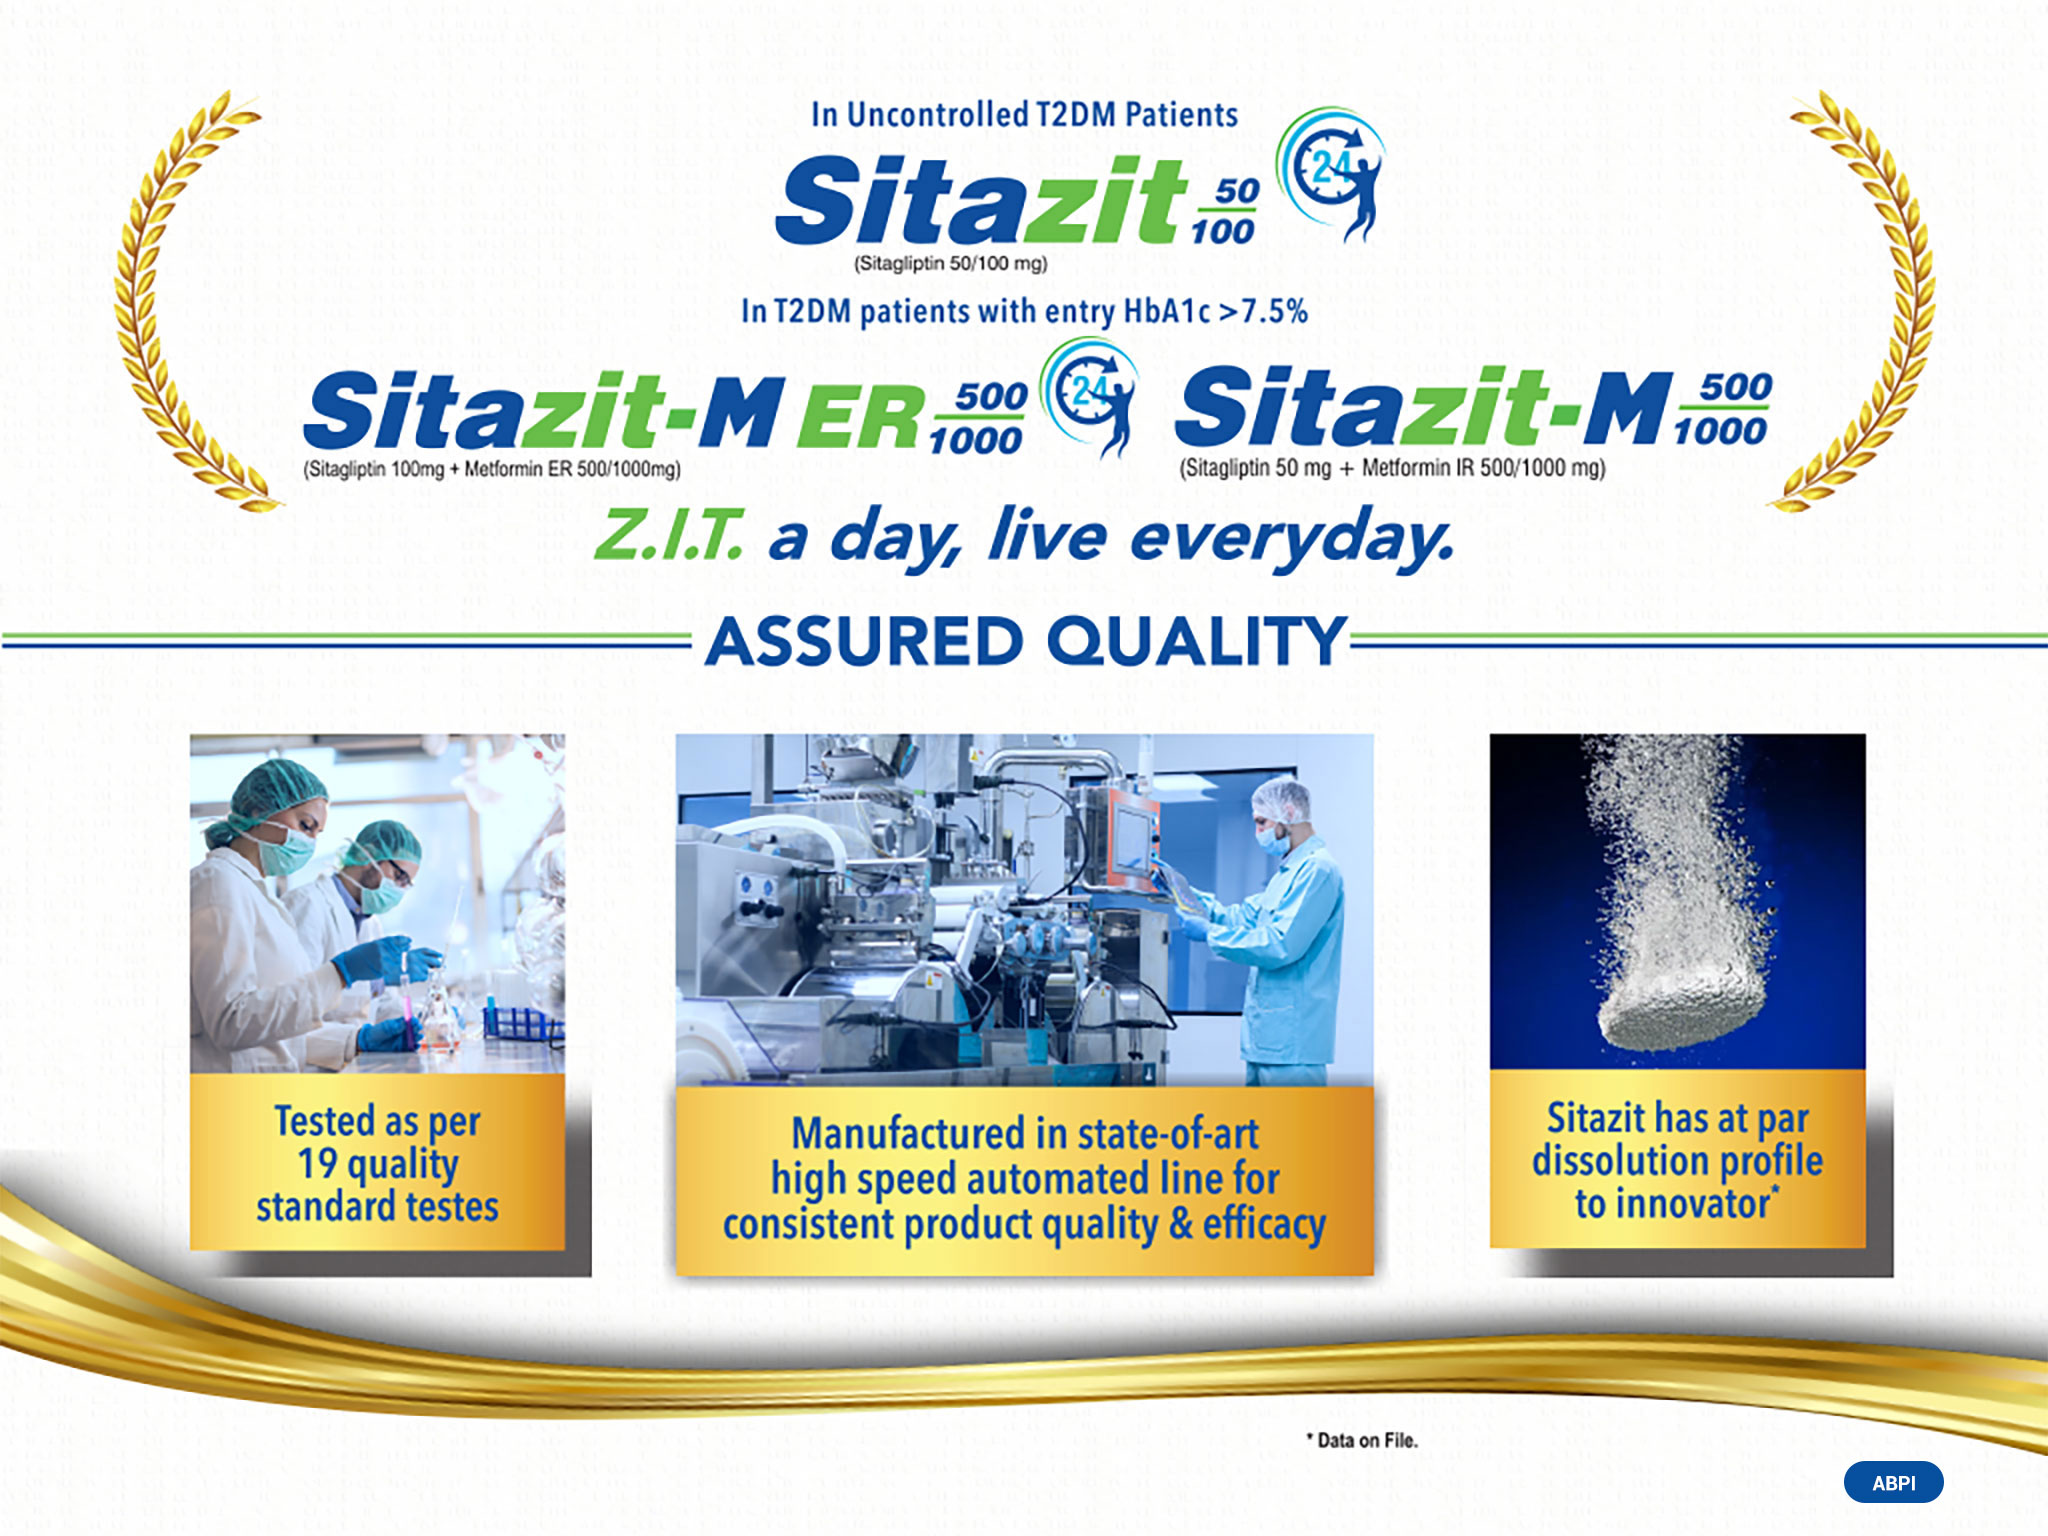 In Uncontrolled T2DM Patients
Sitazit 50/100
24
(Sitagliptin 50/100 mg)
In T2DM patients with entry HbA1c >7.5%
Sitazit-M ER 500/1000
24
(Sitagliptin 100mg + Metformin ER 500/1000mg)
Sitazit-M 500/1000
(Sitagliptin 50 mg + Metformin IR 500/1000 mg)
Z.I.T. a day, live everyday.
ASSURED QUALITY
Tested as per
19 quality
standard testes
Manufactured in state-of-art
high speed automated line for
consistent product quality & efficacy
Sitazit has at par
dissolution profile
to innovator*
* Data on File.
ABPI